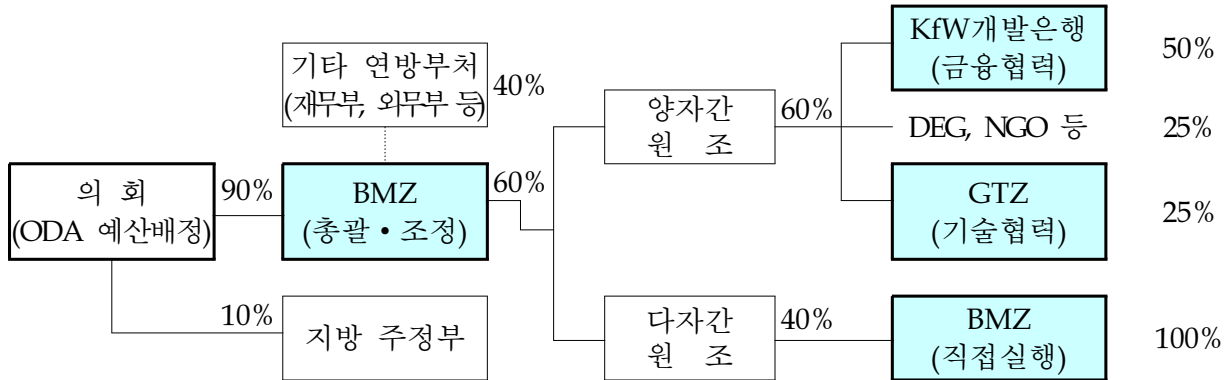 기타 연방부처
(재무부, 외무부 등)
40%
KfW개발은행
(금융협력)
50%
양자간
원 조
60%
DEG, NGO 등
25%
의 회
(ODA 예산배정)
90%
BMZ
(총괄·조정)
60%
GTZ
(기술협력)
25%
10%
지방 주정부
다자간
원 조
40%
BMZ
(직접실행)
100%